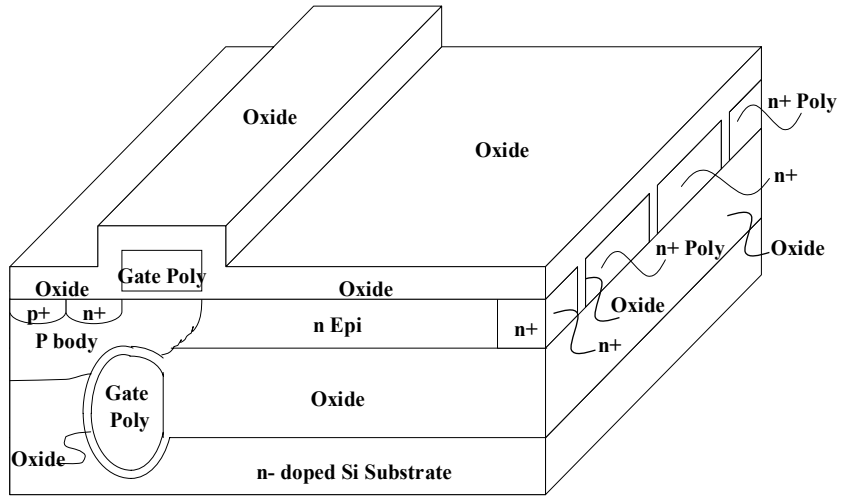 Oxide
n+ Poly
Oxide
n+
Oxide
n+ Poly
Gate Poly
Oxide
Oxide
Oxide
p+
n+
n Epi
n+
n+
P body
Gate
Poly
Oxide
Oxide
n- doped Si Substrate